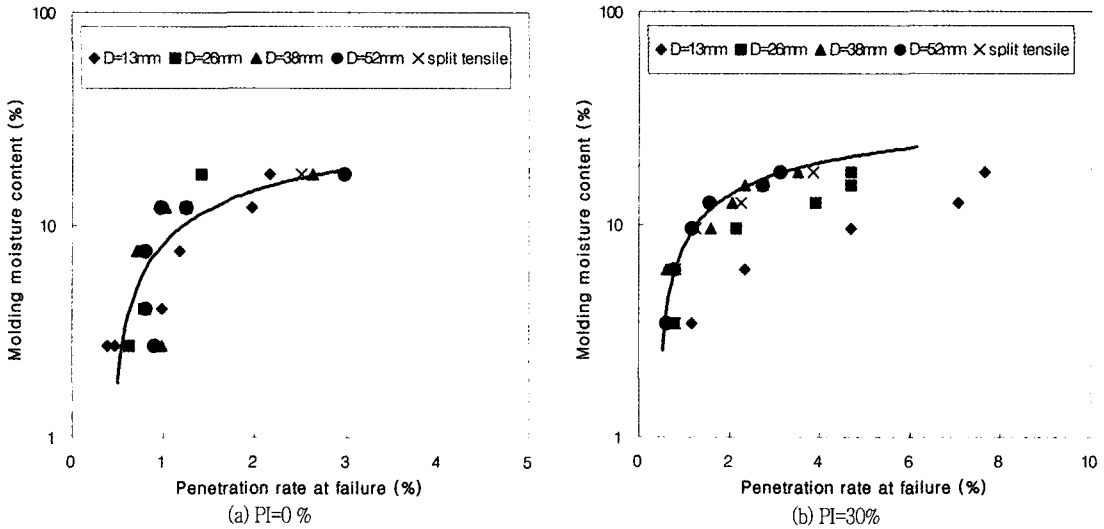 100
◆ D=13mm ■ D=26mm ▲ D=38mm ● D=52mm × split tensile
Molding moisture content (%)
10
1
0 1 2 3 4 5
Penetration rate at failure (%)
(a) PI=0 %
100
◆ D=13mm ■ D=26mm ▲ D=38mm ● D=52mm × split tensile
Molding moisture content (%)
10
1
0 2 4 6 8 10
Penetration rate at failure (%)
(b) PI=30%